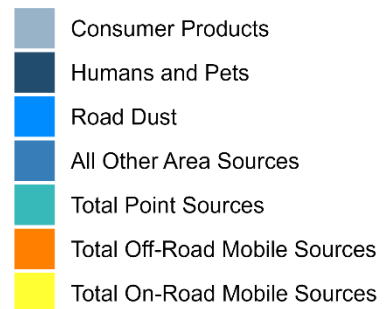 Consumer Products
Humans and Pets
Road Dust
All Other Area Sources
Total Point Sources
Total Off-Road Mobile Sources
Total On-Road Mobile Sources